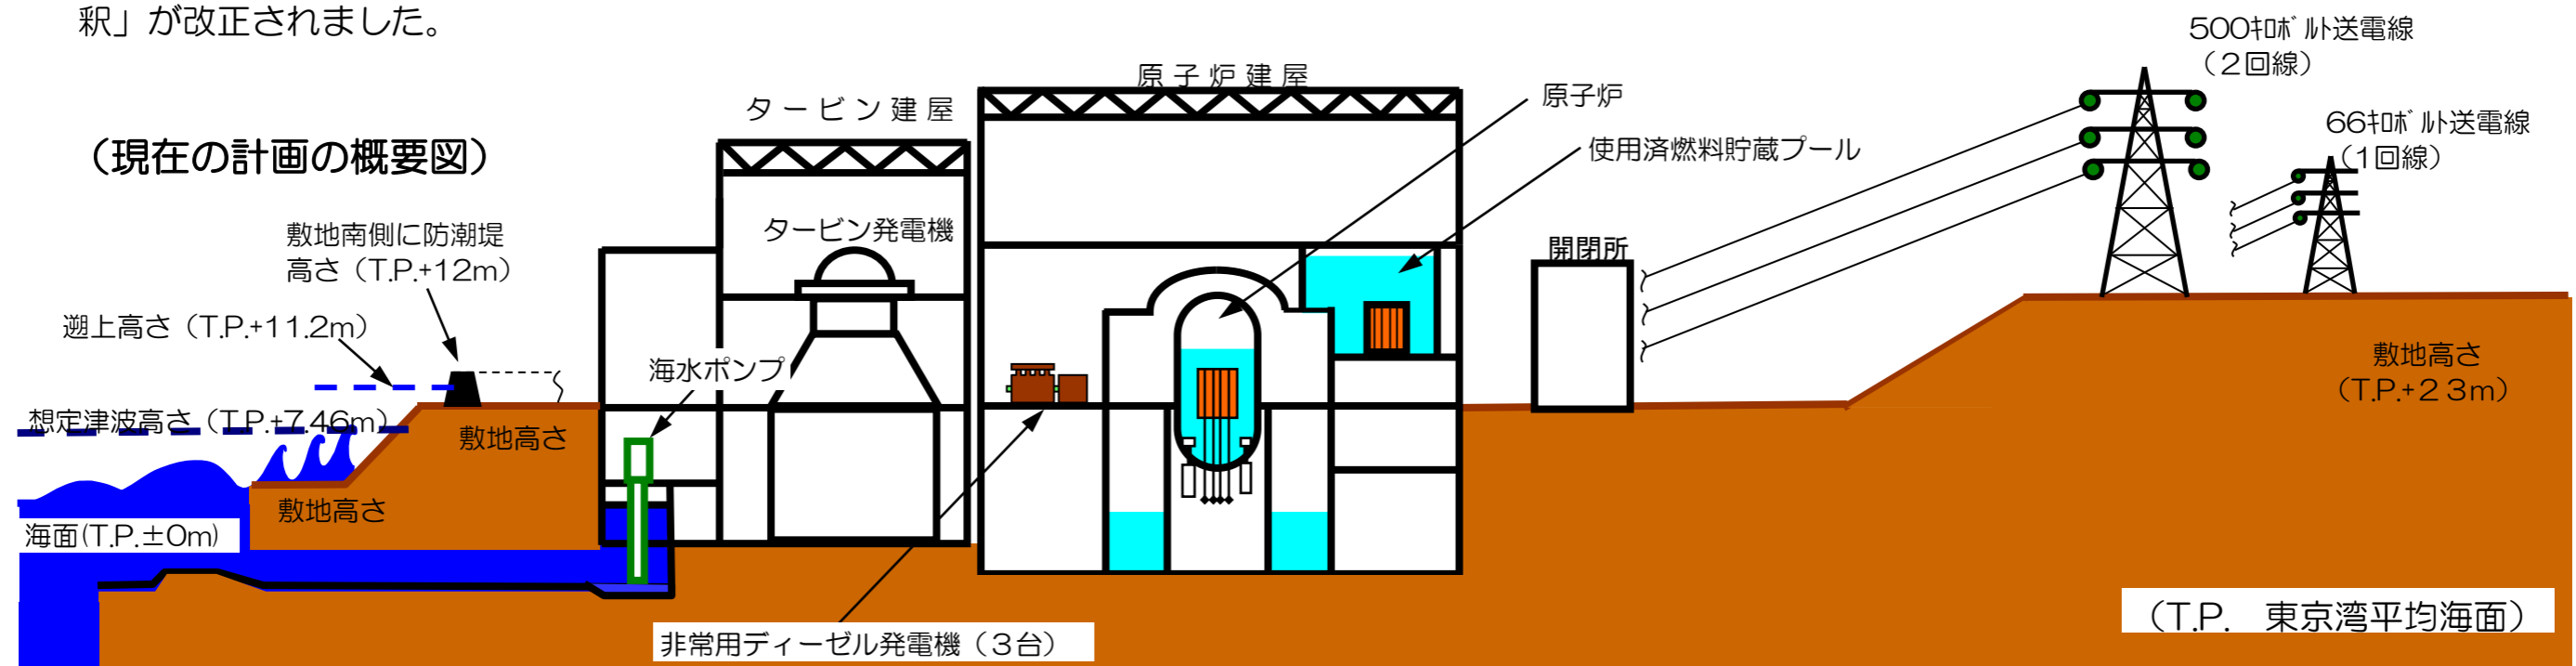 釈」が改正されました。
（現在の計画の概要図）
500ｷﾛﾎﾞﾙﾄ送電線
（２回線）
66ｷﾛﾎﾞﾙﾄ送電線
（１回線）
原子炉建屋
タービン建屋
原子炉
使用済燃料貯蔵プール
タービン発電機
開閉所
敷地南側に防潮堤
高さ（T.P.+12m）
遡上高さ（T.P.+11.2m）
海水ポンプ
想定津波高さ（T.P.+7.46m）
敷地高さ
敷地高さ
敷地高さ
（T.P.+２３m）
海面(T.P.±0m)
非常用ディーゼル発電機（３台）
（T.P.　東京湾平均海面）